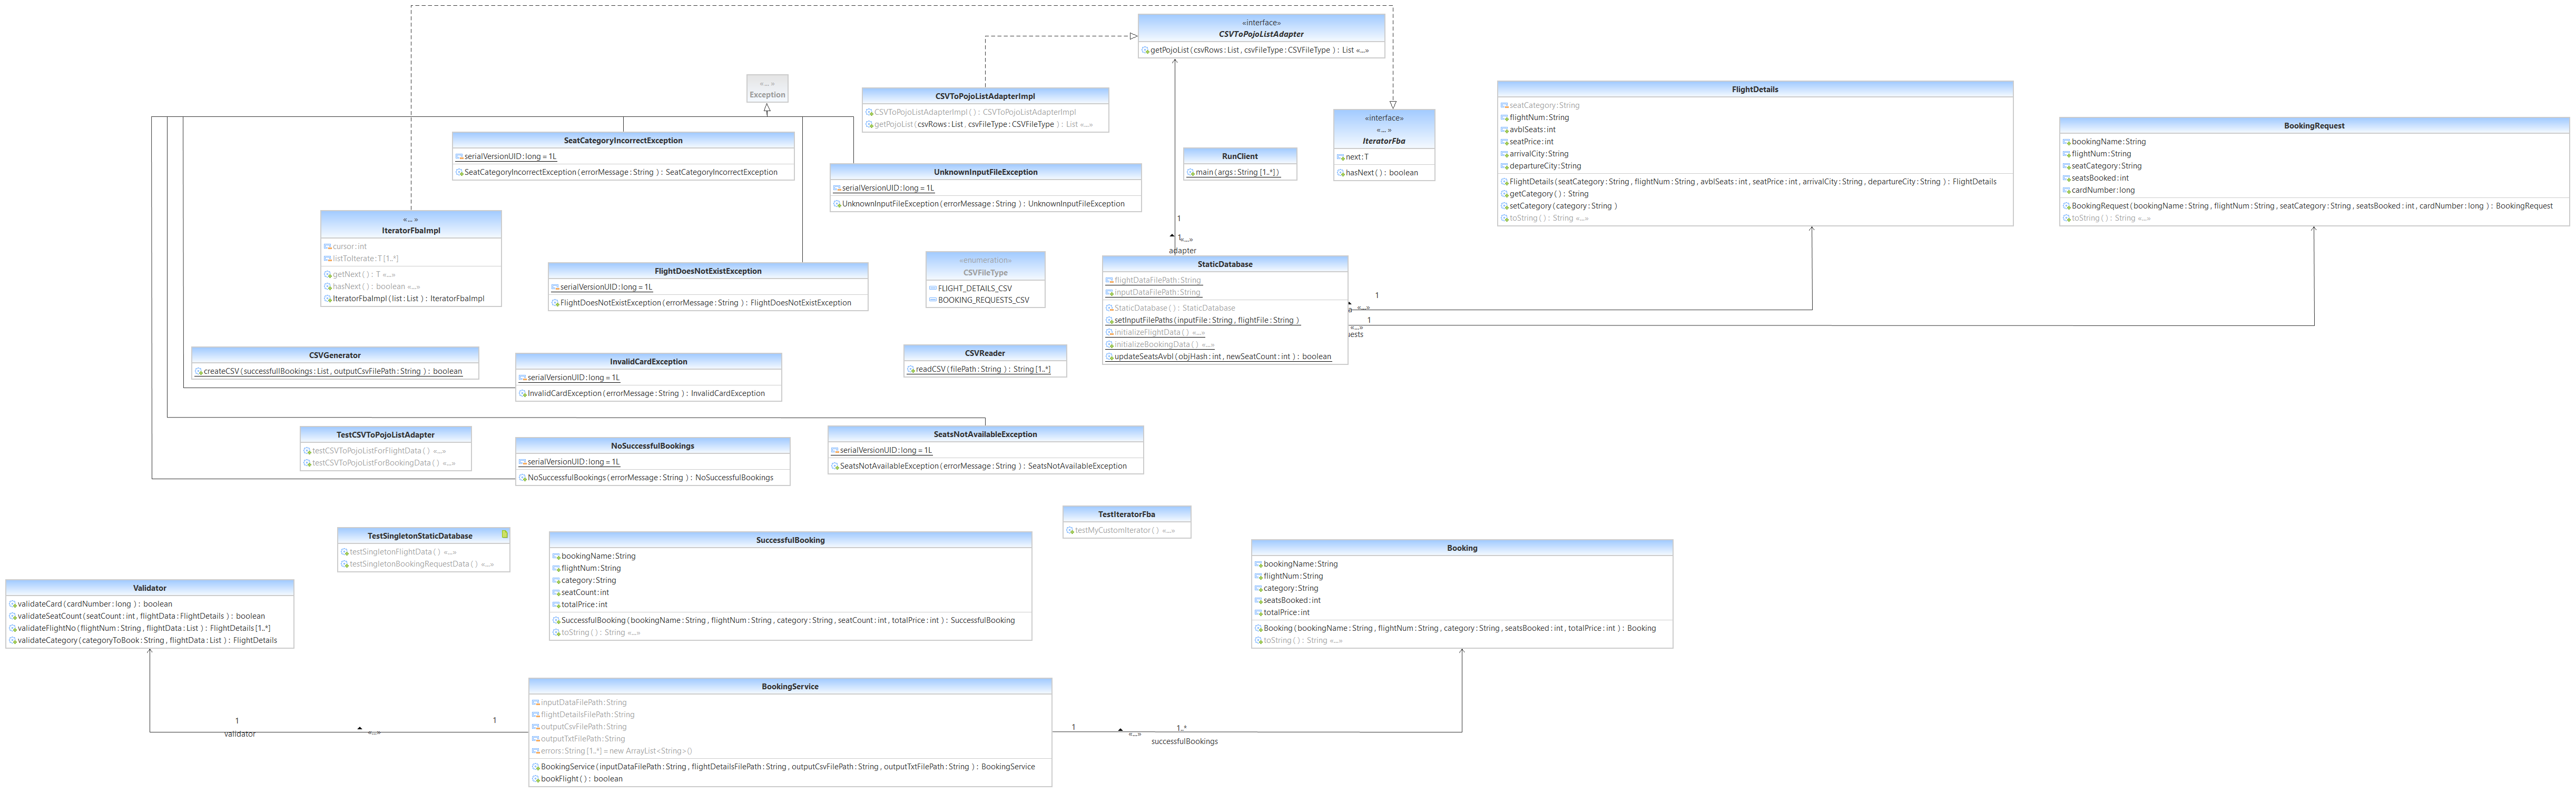 «interface»
CSVToPojoListAdapter
getPojoList(csvRows:List, csvFileType:CSVFileType): List «...»
«... »
Exception
CSVToPojoListAdapterImpl
CSVToPojoListAdapterImpl(): CSVToPojoListAdapterImpl
getPojoList(csvRows:List, csvFileType:CSVFileType): List «...»
«interface»
«... »
IteratorFba
next:T
hasNext(): boolean
FlightDetails
seatCategory:String
flightNum:String
avblSeats:int
seatPrice:int
arrivalCity:String
departureCity:String
FlightDetails(seatCategory:String, flightNum:String, avblSeats:int, seatPrice:int, arrivalCity:String, departureCity:String): FlightDetails
getCategory(): String
setCategory(category:String)
toString(): String «...»
BookingRequest
bookingName:String
flightNum:String
seatCategory:String
seatsBooked:int
cardNumber:long
BookingRequest(bookingName:String, flightNum:String, seatCategory:String, seatsBooked:int, cardNumber:long): BookingRequest
toString(): String «...»
SeatCategoryIncorrectException
serialVersionUID:long = 1L
SeatCategoryIncorrectException(errorMessage:String): SeatCategoryIncorrectException
UnknownInputFileException
serialVersionUID:long = 1L
UnknownInputFileException(errorMessage:String): UnknownInputFileException
RunClient
main(args:String [1..*])
«... »
IteratorFbaImpl
cursor:int
listToIterate:T [1..*]
getNext(): T «...»
hasNext(): boolean «...»
IteratorFbaImpl(list:List): IteratorFbaImpl
FlightDoesNotExistException
serialVersionUID:long = 1L
FlightDoesNotExistException(errorMessage:String): FlightDoesNotExistException
«enumeration»
CSVFileType
FLIGHT_DETAILS_CSV
BOOKING_REQUESTS_CSV
1
1
«...»
adapter
StaticDatabase
flightDataFilePath:String
inputDataFilePath:String
StaticDatabase(): StaticDatabase
setInputFilePaths(inputFile:String, flightFile:String)
initializeFlightData() «...»
initializeBookingData() «...»
updateSeatsAvbl(objHash:int, newSeatCount:int): boolean
1
«...»
a
1
«...»
uests
CSVGenerator
createCSV(successfullBookings:List, outputCsvFilePath:String): boolean
InvalidCardException
serialVersionUID:long = 1L
InvalidCardException(errorMessage:String): InvalidCardException
CSVReader
readCSV(filePath:String): String [1..*]
TestCSVToPojoListAdapter
testCSVToPojoListForFlightData() «...»
testCSVToPojoListForBookingData() «...»
NoSuccessfulBookings
serialVersionUID:long = 1L
NoSuccessfulBookings(errorMessage:String): NoSuccessfulBookings
SeatsNotAvailableException
serialVersionUID:long = 1L
SeatsNotAvailableException(errorMessage:String): SeatsNotAvailableException
TestSingletonStaticDatabase
testSingletonFlightData() «...»
testSingletonBookingRequestData() «...»
SuccessfulBooking
bookingName:String
flightNum:String
category:String
seatCount:int
totalPrice:int
SuccessfulBooking(bookingName:String, flightNum:String, category:String, seatCount:int, totalPrice:int): SuccessfulBooking
toString(): String «...»
TestIteratorFba
testMyCustomIterator() «...»
Booking
bookingName:String
flightNum:String
category:String
seatsBooked:int
totalPrice:int
Booking(bookingName:String, flightNum:String, category:String, seatsBooked:int, totalPrice:int): Booking
toString(): String «...»
Validator
validateCard(cardNumber:long): boolean
validateSeatCount(seatCount:int, flightData:FlightDetails): boolean
validateFlightNo(flightNum:String, flightData:List): FlightDetails [1..*]
validateCategory(categoryToBook:String, flightData:List): FlightDetails
BookingService
inputDataFilePath:String
flightDetailsFilePath:String
outputCsvFilePath:String
outputTxtFilePath:String
errors:String [1..*] = new ArrayList<String>()
BookingService(inputDataFilePath:String, flightDetailsFilePath:String, outputCsvFilePath:String, outputTxtFilePath:String): BookingService
bookFlight(): boolean
1
validator
«...»
1
1
«...»
1..*
successfulBookings